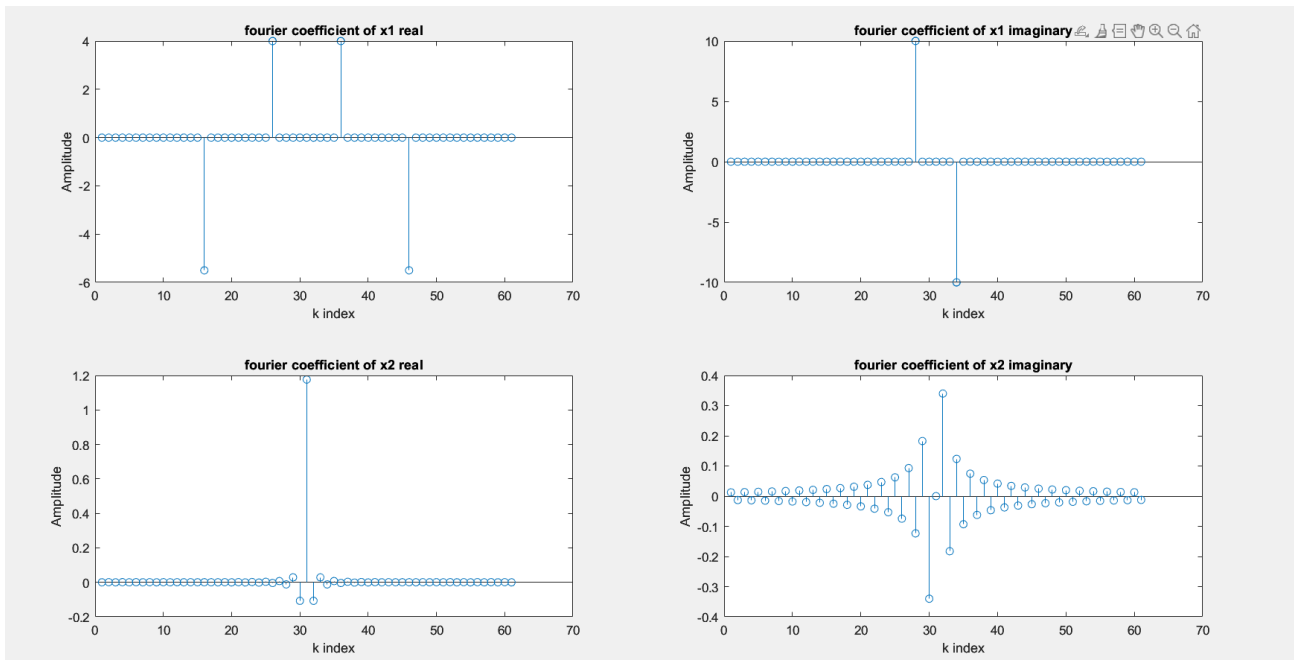 fourier coefficient of x1 real
4
2
0
-2
-4
-6
Amplitude
0 10 20 30 40 50 60 70
k index
fourier coefficient of x1 imaginary
10
5
0
-5
-10
Amplitude
0 10 20 30 40 50 60 70
k index
fourier coefficient of x2 real
1.2
1
0.8
0.6
0.4
0.2
0
-0.2
Amplitude
0 10 20 30 40 50 60 70
k index
fourier coefficient of x2 imaginary
0.4
0.3
0.2
0.1
0
-0.1
-0.2
-0.3
-0.4
Amplitude
0 10 20 30 40 50 60 70
k index